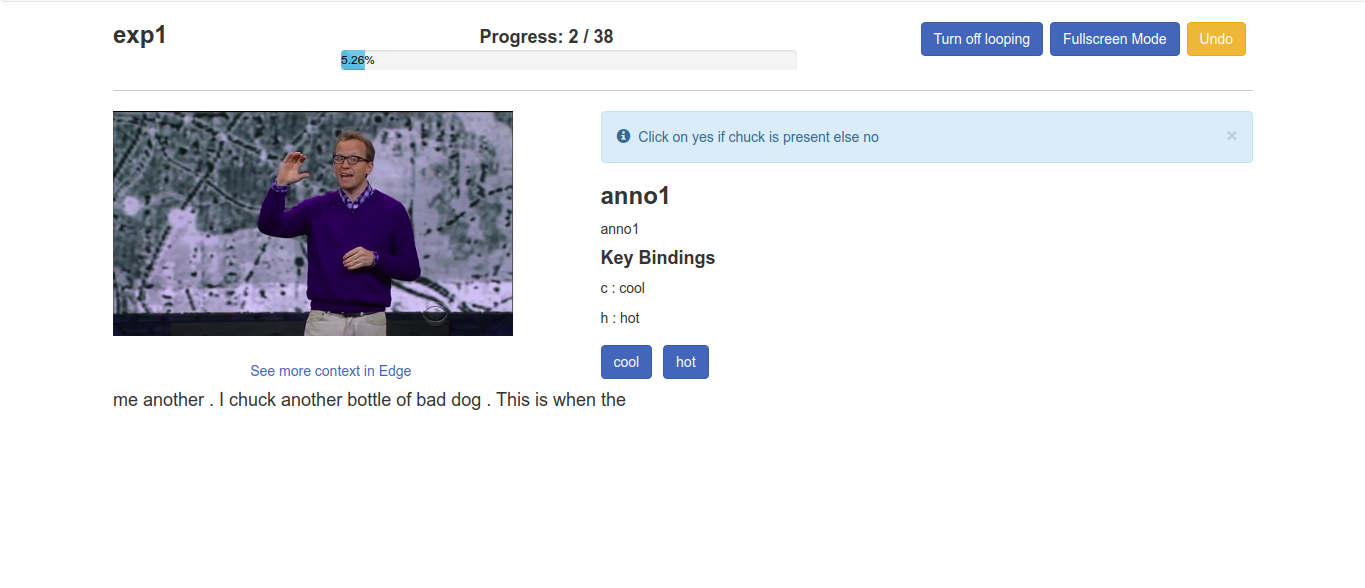 exp1
Progress: 2 / 38
5.26%
Turn off looping
Fullscreen Mode
Undo
Click on yes if chuck is present else no
×
anno1
anno1
Key Bindings
c : cool
h : hot
cool
hot
See more context in Edge
me another . I chuck another bottle of bad dog . This is when the